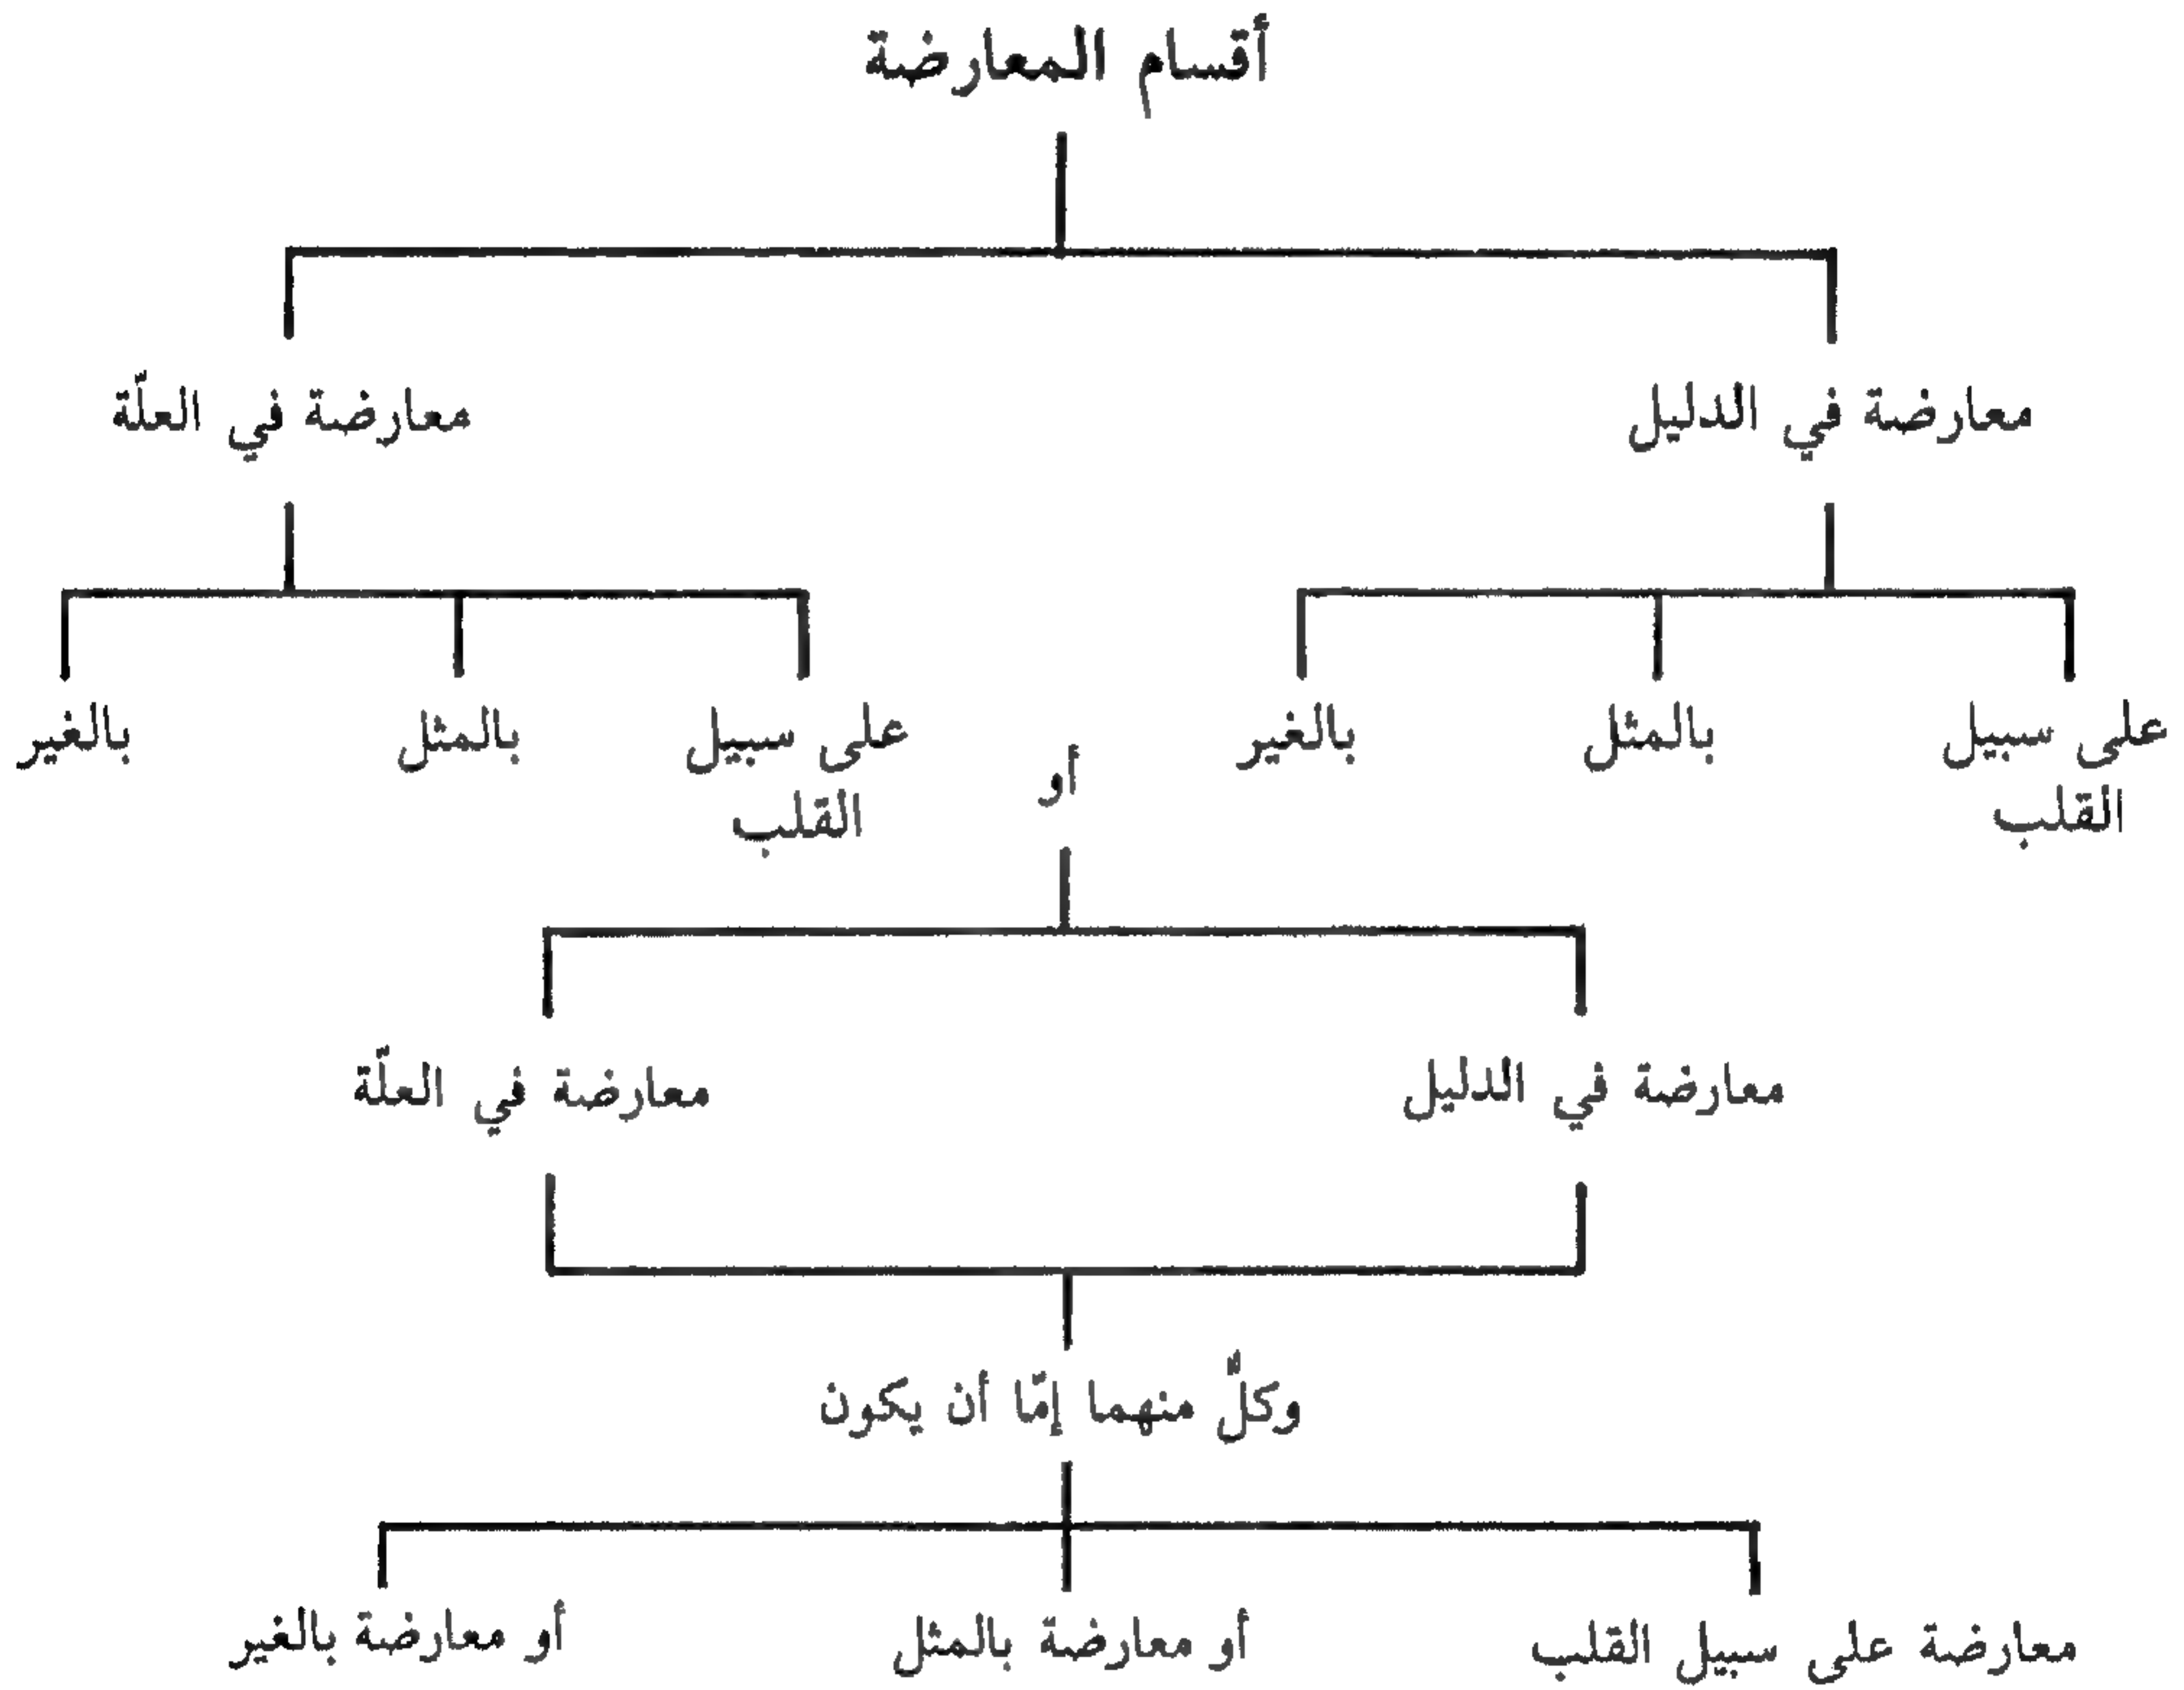 أقسام المعارضة
معارضة في الدليل
معارضة في العلّة
على سبيل
القلب
بالمثل
بالغير
على سبيل
القلب
بالمثل
بالغير
أو
معارضة في الدليل
معارضة في العلّة
وكلٌّ منهما إمّا أن يكون
معارضة على سبيل القلب
أو معارضة بالمثل
أو معارضة بالغير